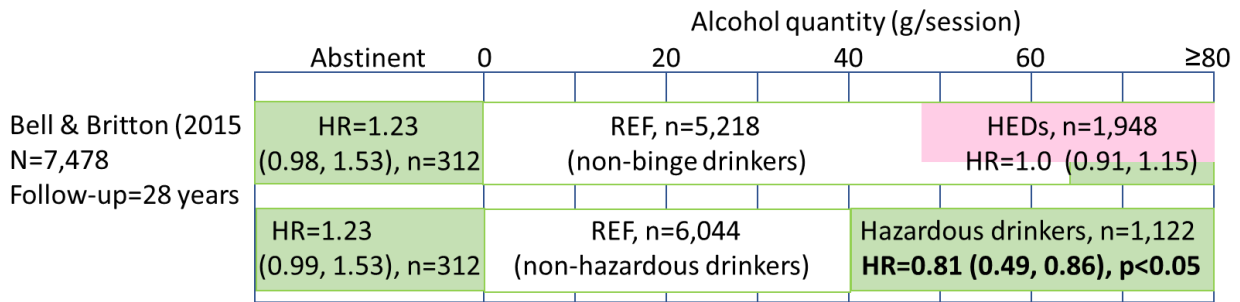 Alcohol quantity (g/session)
Abstinent 0 20 40 60 ≥80
Bell & Britton (2015
N=7,478
Follow-up=28 years
HR=1.23
(0.98, 1.53), n=312
REF, n=5,218
(non-binge drinkers)
HEDs, n=1,948
HR=1.0 (0.91, 1.15)
HR=1.23
(0.99, 1.53), n=312
REF, n=6,044
(non-hazardous drinkers)
Hazardous drinkers, n=1,122
HR=0.81 (0.49, 0.86), p<0.05